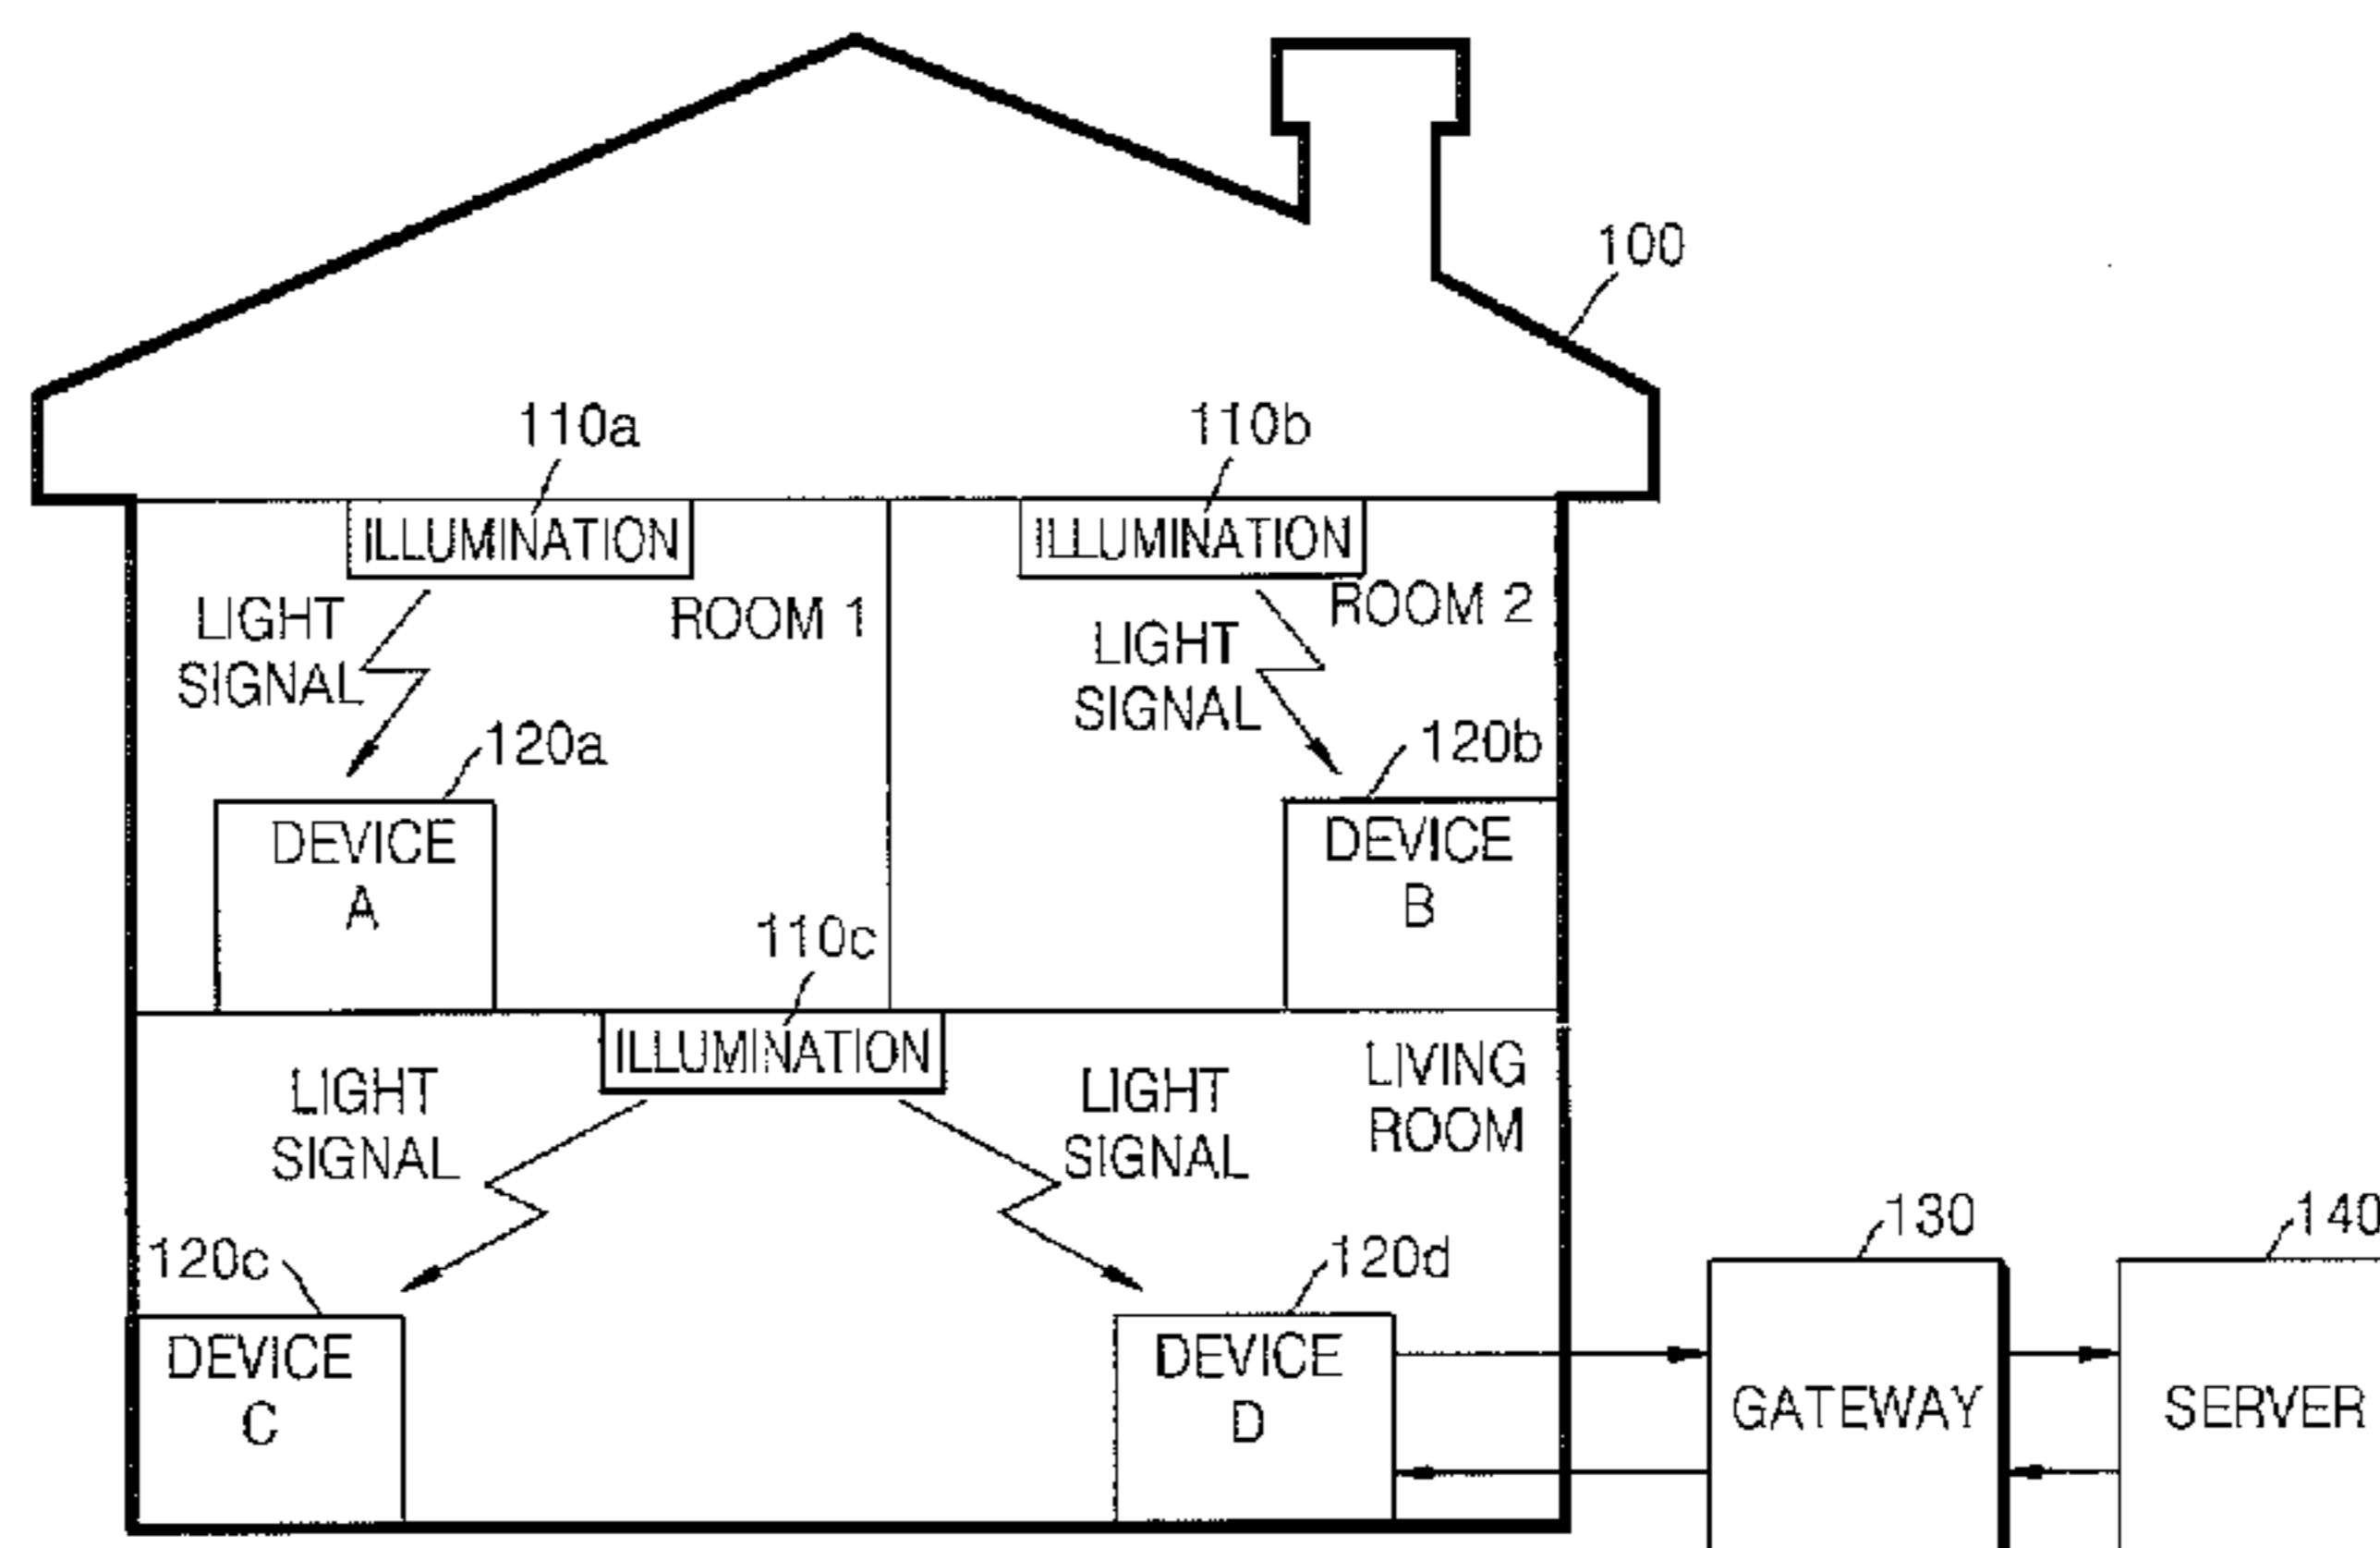 100
110a
110b
ILLUMINATION
ILLUMINATION
LIGHT
SIGNAL
ROOM 1
LIGHT
SIGNAL
ROOM 2
120a
120b
DEVICE
A
DEVICE
B
110c
ILLUMINATION
LIGHT
SIGNAL
LIGHT
SIGNAL
LIVING
ROOM
120c
120d
130
140
DEVICE
C
DEVICE
D
GATEWAY
SERVER